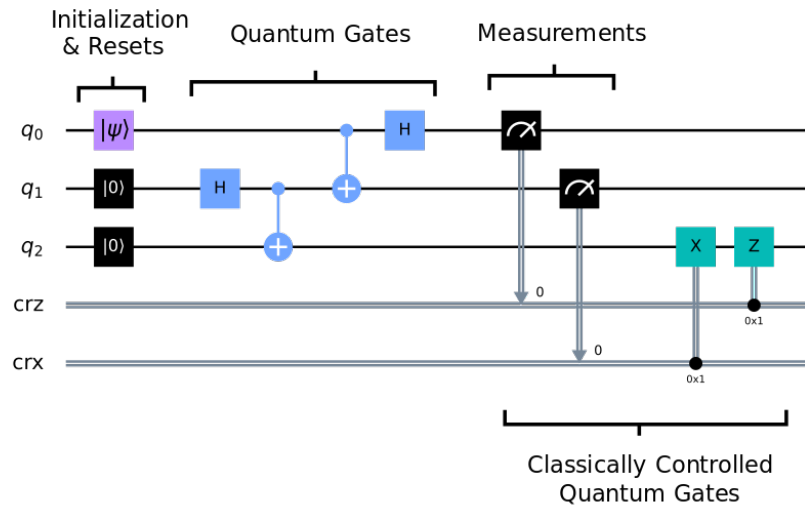 Initialization
& Resets
Quantum Gates
Measurements
q₀
|ψ⟩
H
q₁
|0⟩
H
q₂
|0⟩
X
Z
crz
0
0x1
crx
0
0x1
Classically Controlled
Quantum Gates